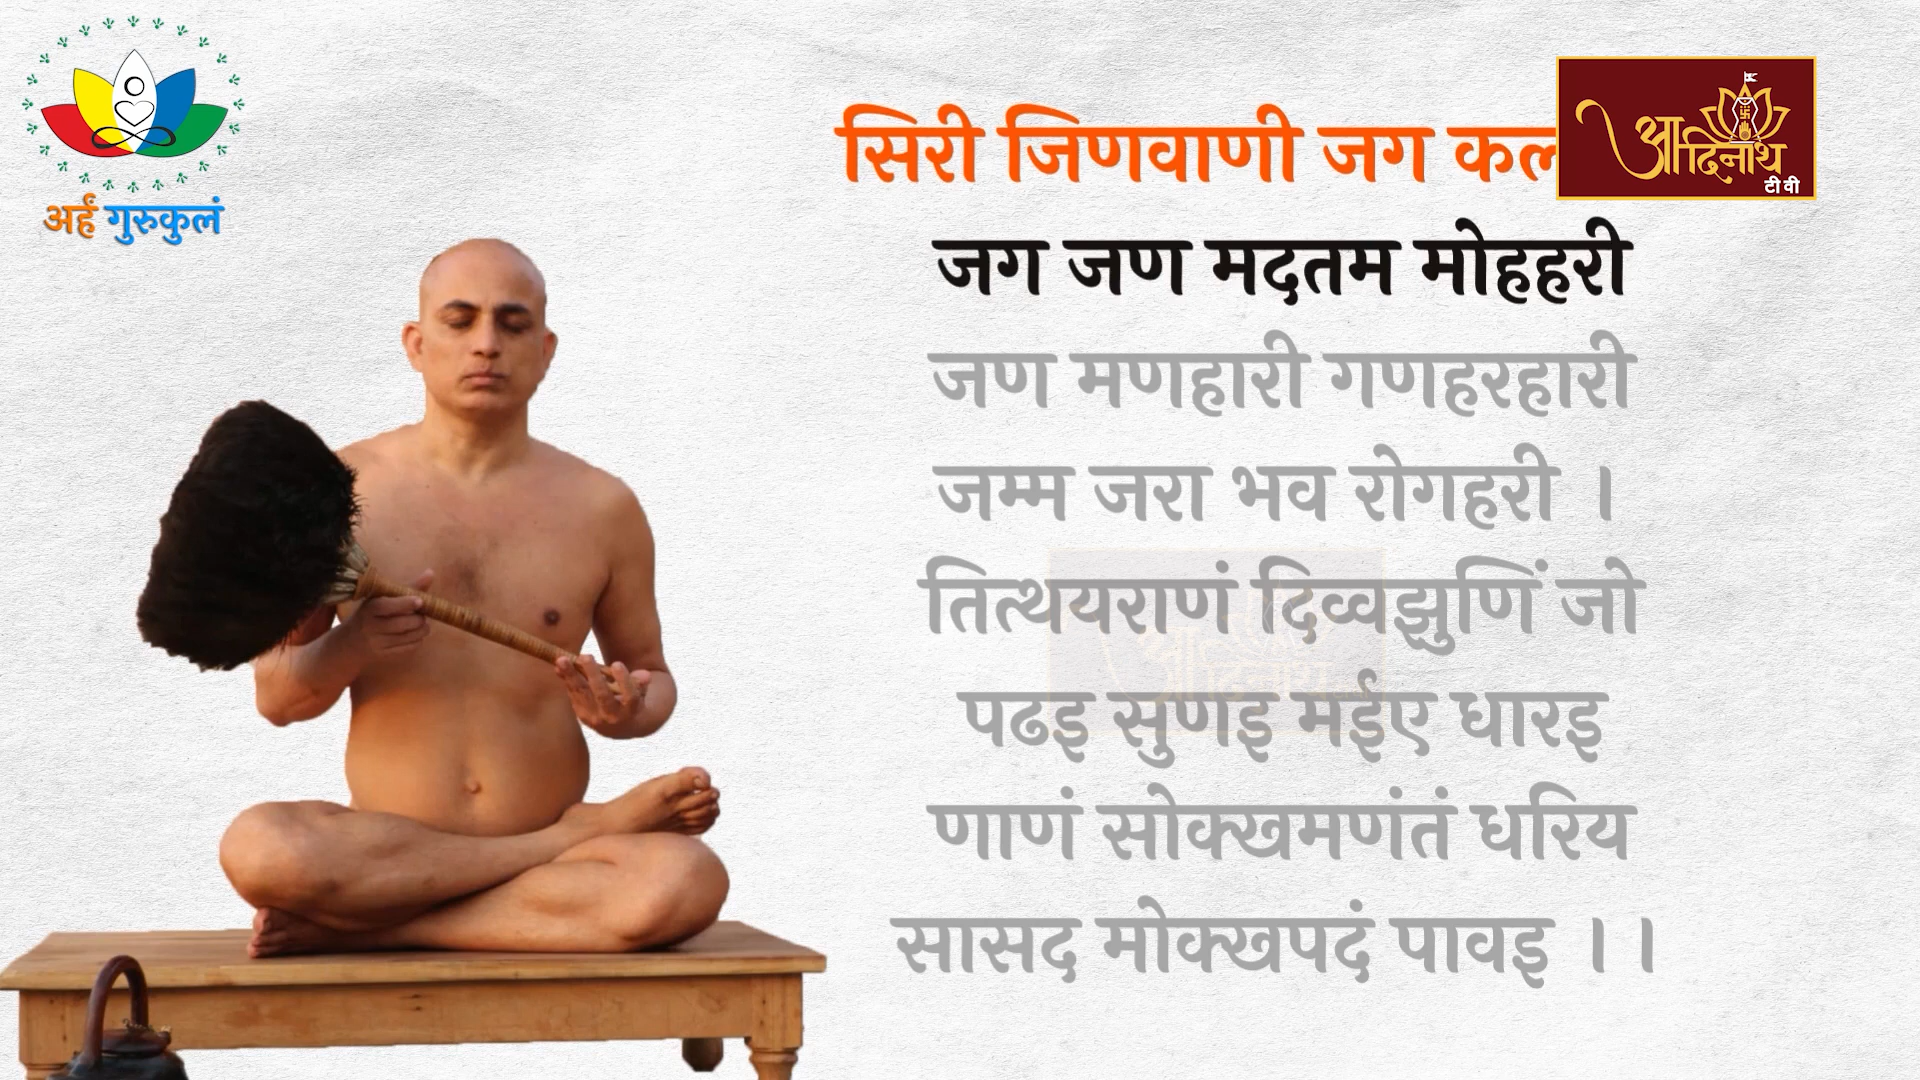 अर्हं गुरुकुलं
आदिनाथ
टी वी
सिरी जिणवाणी जग
जग जण मदतम मोहहरी
जण मणहारी गणहरहारी
जम्म जरा भव रोगहरी ।
तित्थयराणं दिव्वझुणिं जो
पढइ सुणइ मईए धारइ
णाणं सोक्खमणंतं धरिय
सासद मोक्खपदं पावइ ।।